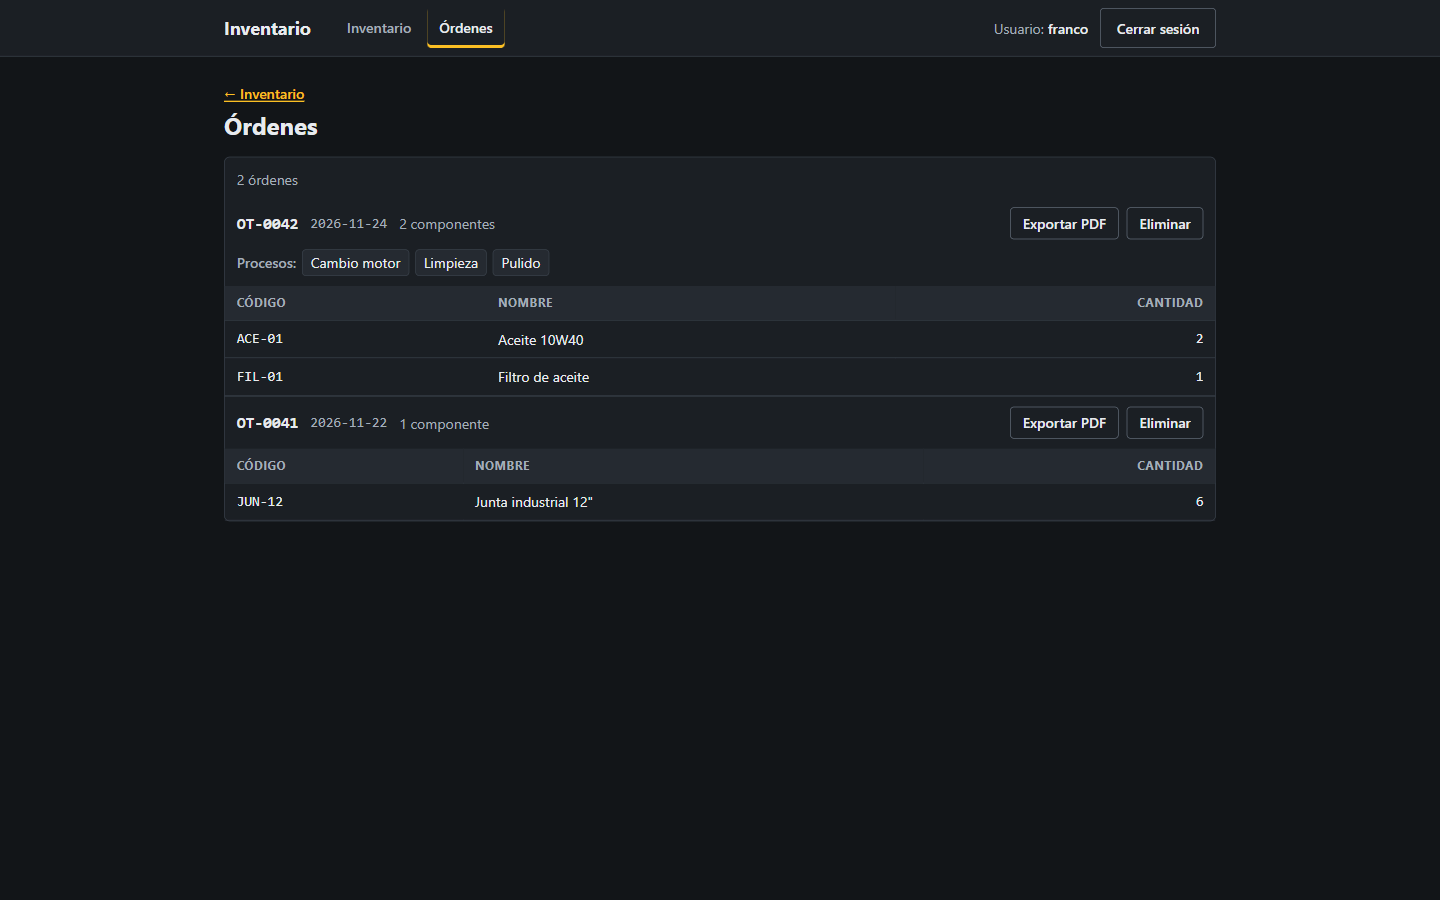 Inventario Inventario Órdenes Usuario: franco Cerrar sesión
← Inventario
Órdenes
2 órdenes
OT-0042 2026-11-24 2 componentes Exportar PDF Eliminar
Procesos: Cambio motor Limpieza Pulido
CÓDIGO NOMBRE CANTIDAD
ACE-01 Aceite 10W40 2
FIL-01 Filtro de aceite 1
OT-0041 2026-11-22 1 componente Exportar PDF Eliminar
CÓDIGO NOMBRE CANTIDAD
JUN-12 Junta industrial 12" 6